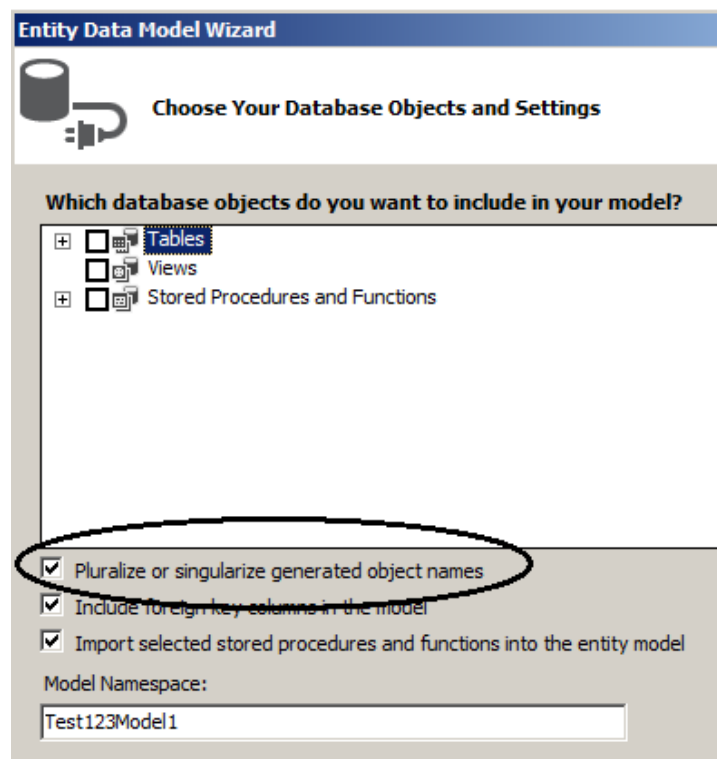 Entity Data Model Wizard
Choose Your Database Objects and Settings
Which database objects do you want to include in your model?
Tables
Views
Stored Procedures and Functions
Pluralize or singularize generated object names
Include foreign key columns in the model
Import selected stored procedures and functions into the entity model
Model Namespace:
Test123Model1